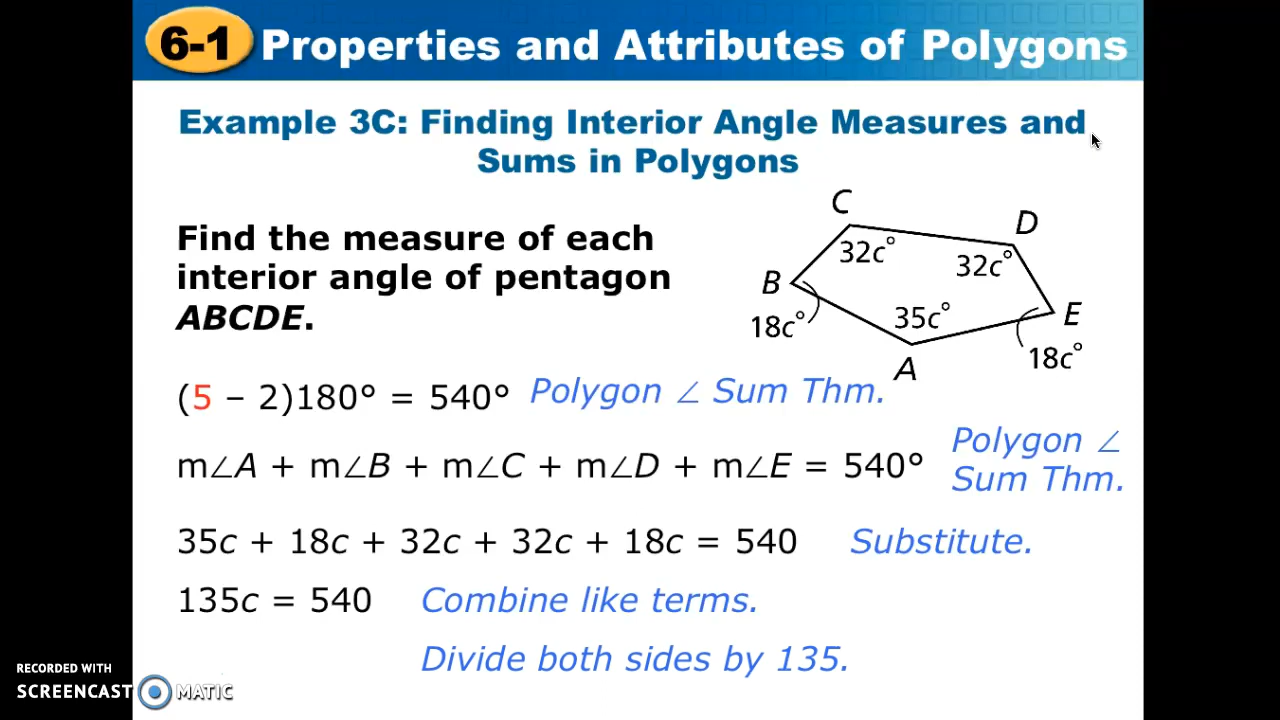 6-1 Properties and Attributes of Polygons
Example 3C: Finding Interior Angle Measures and
Sums in Polygons
Find the measure of each
interior angle of pentagon
ABCDE.
C
D
32c°
32c°
B
35c°
E
18c°
18c°
A
(5 – 2)180° = 540° Polygon ∠ Sum Thm.
m∠A + m∠B + m∠C + m∠D + m∠E = 540°
Polygon ∠
Sum Thm.
35c + 18c + 32c + 32c + 18c = 540 Substitute.
135c = 540 Combine like terms.
Divide both sides by 135.
RECORDED WITH
SCREENCAST MATIC